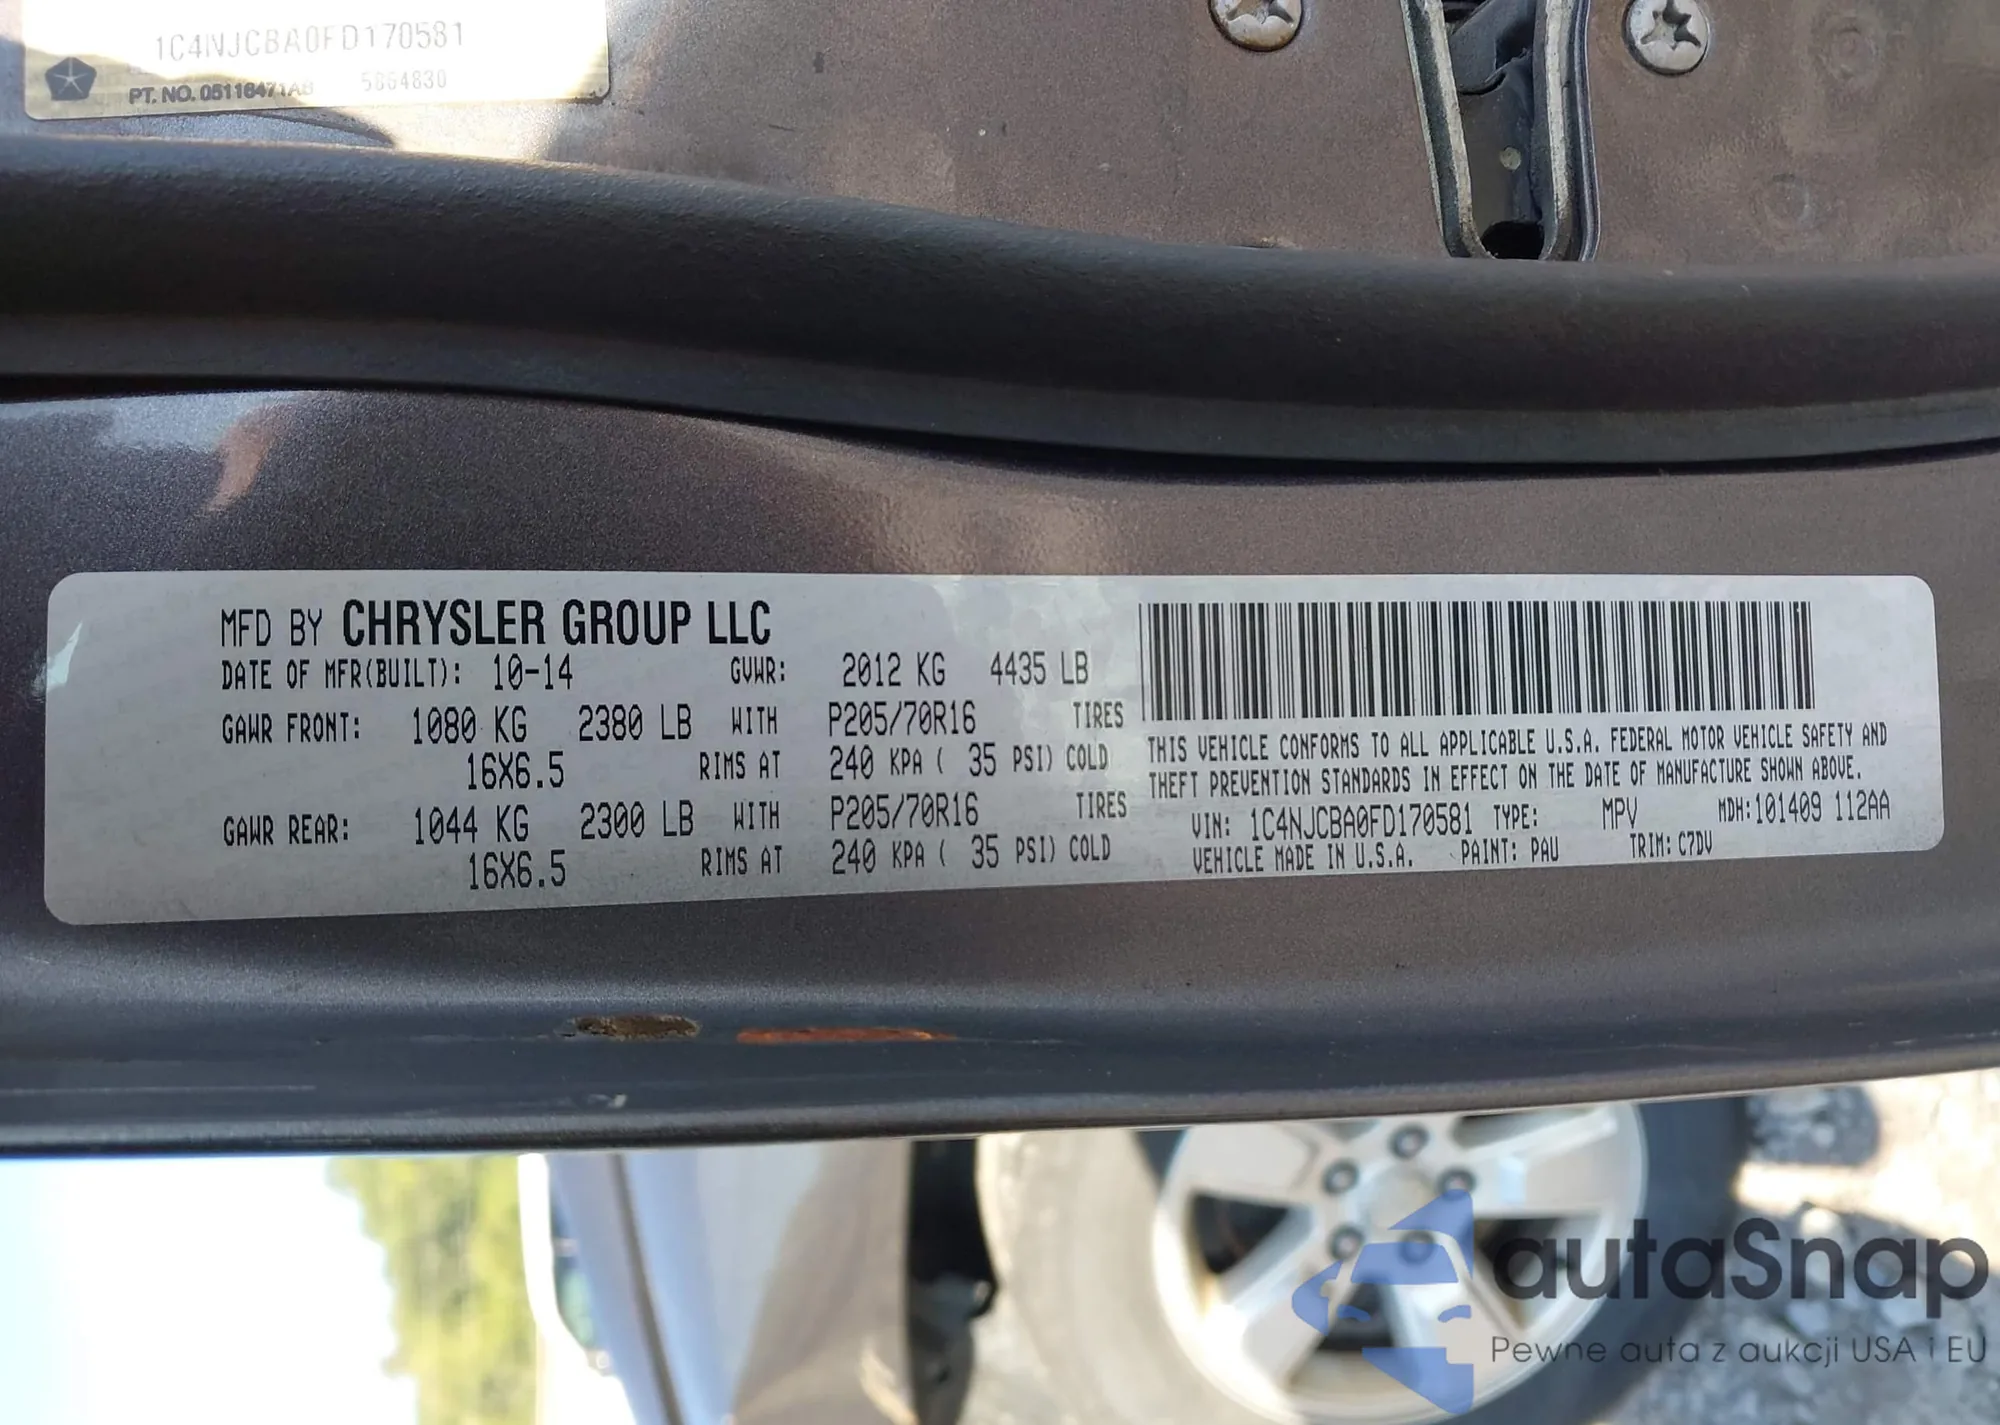 1C4NJCBA0FD170581
PT. NO. 05116471AB 5864830
MFD BY CHRYSLER GROUP LLC
DATE OF MFR(BUILT): 10-14 GVWR: 2012 KG 4435 LB
GAWR FRONT: 1080 KG 2380 LB WITH P205/70R16 TIRES
16X6.5 RIMS AT 240 KPA ( 35 PSI) COLD
GAWR REAR: 1044 KG 2300 LB WITH P205/70R16 TIRES
16X6.5 RIMS AT 240 KPA ( 35 PSI) COLD
THIS VEHICLE CONFORMS TO ALL APPLICABLE U.S.A. FEDERAL MOTOR VEHICLE SAFETY AND
THEFT PREVENTION STANDARDS IN EFFECT ON THE DATE OF MANUFACTURE SHOWN ABOVE.
VIN: 1C4NJCBA0FD170581 TYPE: MPV MDH:101409 112AA
VEHICLE MADE IN U.S.A. PAINT: PAU TRIM: C7DV
autaSnap
Pewne auta z aukcji USA i EU